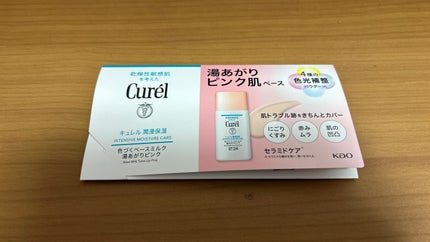 乾燥性敏感肌
を考えた
Curél
キュレル 潤浸保湿
INTENSIVE MOISTURE CARE
色づくベースミルク
湯あがりピンク
湯あがり
ピンク肌ベース
4種の
色光補整
パウダー
肌トラブル跡もきちんとカバー
にごり
くすみ
赤み
ムラ
肌の
凹凸
セラミドケア
Kao
Curél